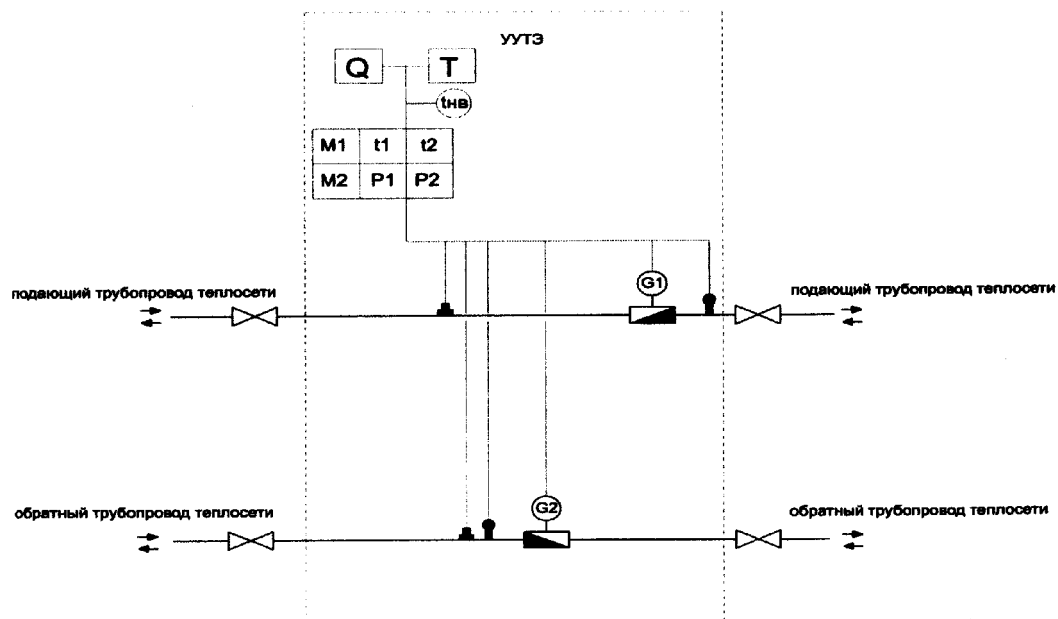 УУТЭ
Q T
tнв
M1 t1 t2
M2 P1 P2
G1
подающий трубопровод теплосети
подающий трубопровод теплосети
G2
обратный трубопровод теплосети
обратный трубопровод теплосети